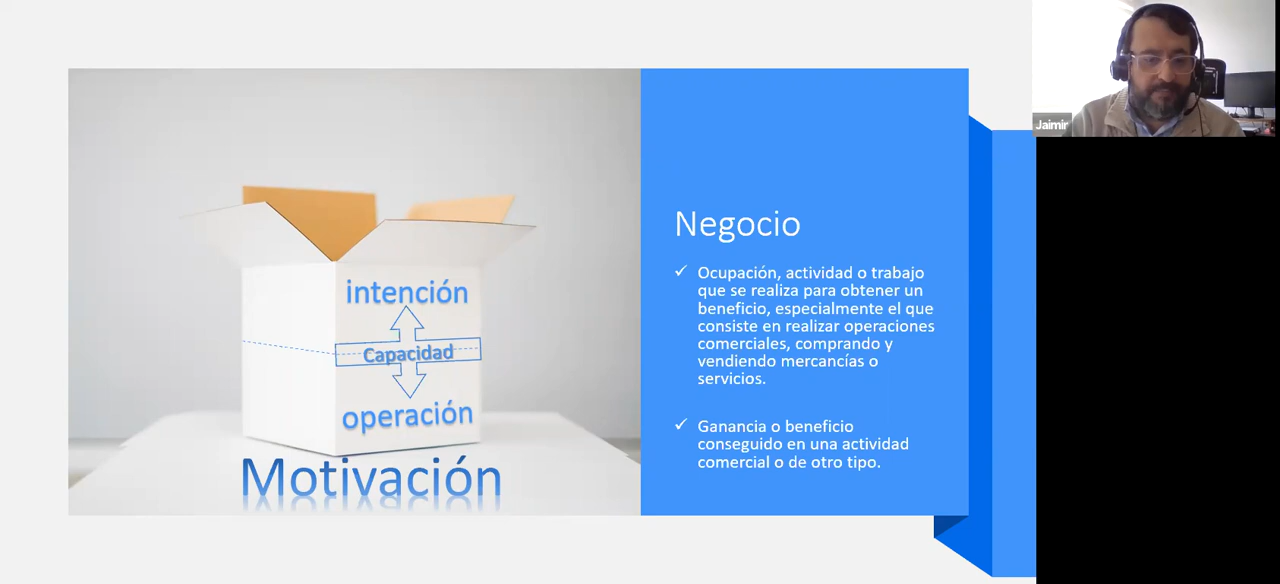 Jaimir
intención
Capacidad
operación
Motivación
Negocio
✓ Ocupación, actividad o trabajo
que se realiza para obtener un
beneficio, especialmente el que
consiste en realizar operaciones
comerciales, comprando y
vendiendo mercancías o
servicios.
✓ Ganancia o beneficio
conseguido en una actividad
comercial o de otro tipo.